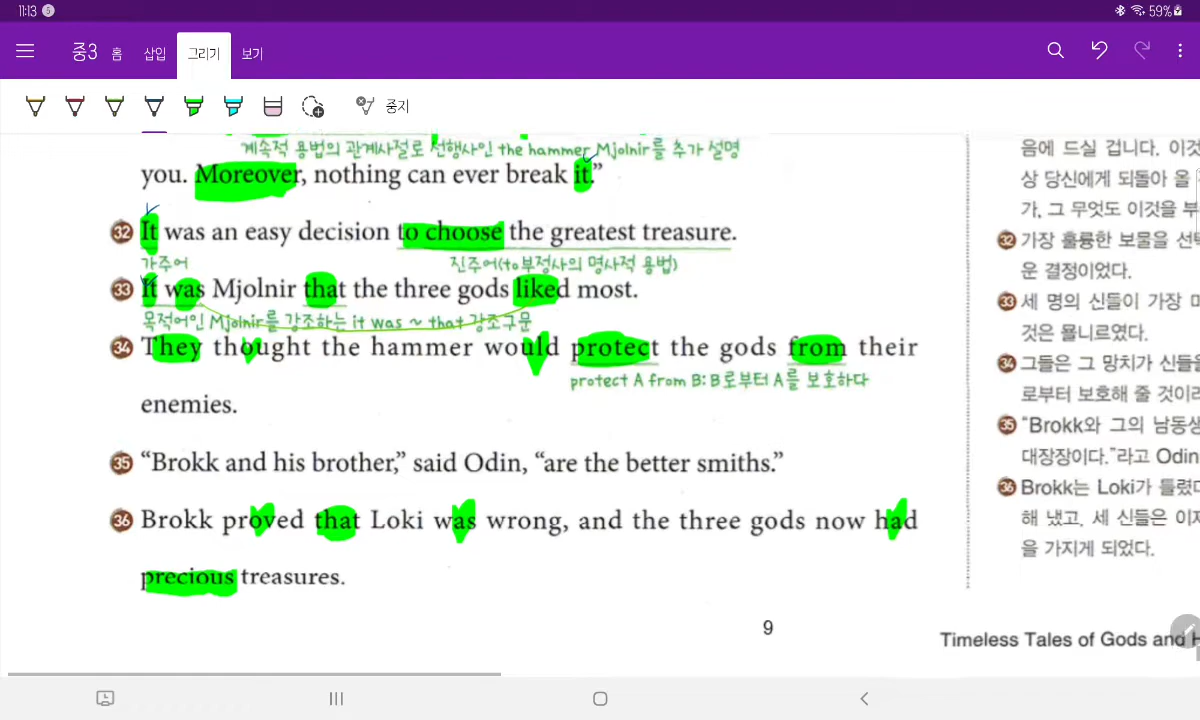 11:13 5 59%
중3 홈 삽입 그리기 보기
중지
계속적 용법의 관계사절로 선행사인 the hammer Mjolnir를 추가 설명
you. Moreover, nothing can ever break it.”
32 It was an easy decision to choose the greatest treasure.
가주어 진주어(to부정사의 명사적 용법)
33 It was Mjolnir that the three gods liked most.
목적어인 Mjolnir를 강조하는 it was ~ that 강조구문
34 They thought the hammer would protect the gods from their
protect A from B: B로부터 A를 보호하다
enemies.
35 “Brokk and his brother,” said Odin, “are the better smiths.”
36 Brokk proved that Loki was wrong, and the three gods now had
precious treasures.
9
음에 드실 겁니다. 이것
상 당신에게 되돌아 올
가, 그 무엇도 이것을 부
32 가장 훌륭한 보물을 선택
운 결정이었다.
33 세 명의 신들이 가장
것은 묠니르였다.
34 그들은 그 망치가 신들을
로부터 보호해 줄 것이라
35 “Brokk와 그의 남동생
대장장이다.”라고 Odin
36 Brokk는 Loki가 틀렸다
해 냈고, 세 신들은 이제
을 가지게 되었다.
Timeless Tales of Gods and H